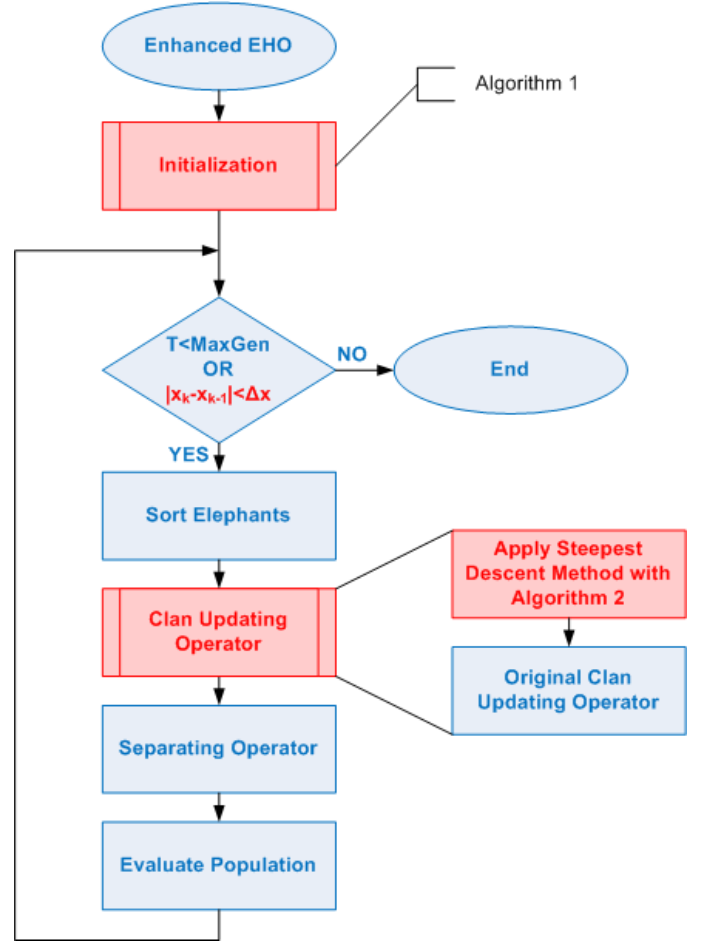 Enhanced EHO
Algorithm 1
Initialization
T<MaxGen
OR
|xₖ-xₖ₋₁|<Δx
NO
End
YES
Sort Elephants
Clan Updating
Operator
Apply Steepest
Descent Method with
Algorithm 2
Original Clan
Updating Operator
Separating Operator
Evaluate Population